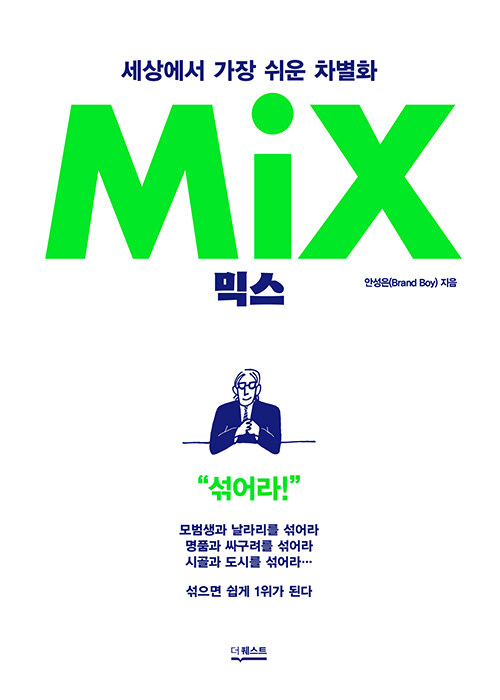 세상에서 가장 쉬운 차별화
MiX
믹스
안성은(Brand Boy) 지음
“섞어라!”
모범생과 날라리를 섞어라
명품과 싸구려를 섞어라
시골과 도시를 섞어라…
섞으면 쉽게 1위가 된다
더퀘스트